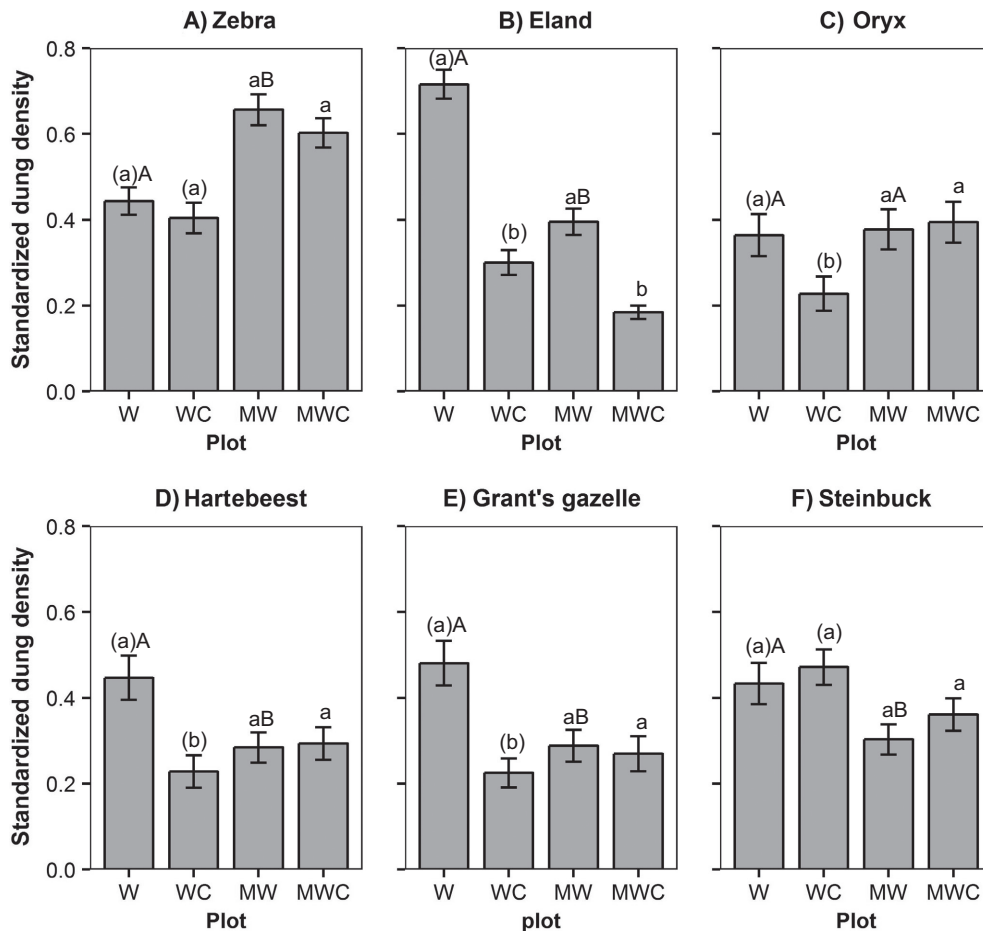 A) Zebra
Standardized dung density
0.8
0.6
0.4
0.2
0.0
(a)A
(a)
aB
a
W
WC
MW
MWC
Plot
B) Eland
(a)A
(b)
aB
b
W
WC
MW
MWC
Plot
C) Oryx
(a)A
(b)
aA
a
W
WC
MW
MWC
Plot
D) Hartebeest
Standardized dung density
0.8
0.6
0.4
0.2
0.0
(a)A
(b)
aB
a
W
WC
MW
MWC
Plot
E) Grant's gazelle
(a)A
(b)
aB
a
W
WC
MW
MWC
plot
F) Steinbuck
(a)A
(a)
aB
a
W
WC
MW
MWC
Plot